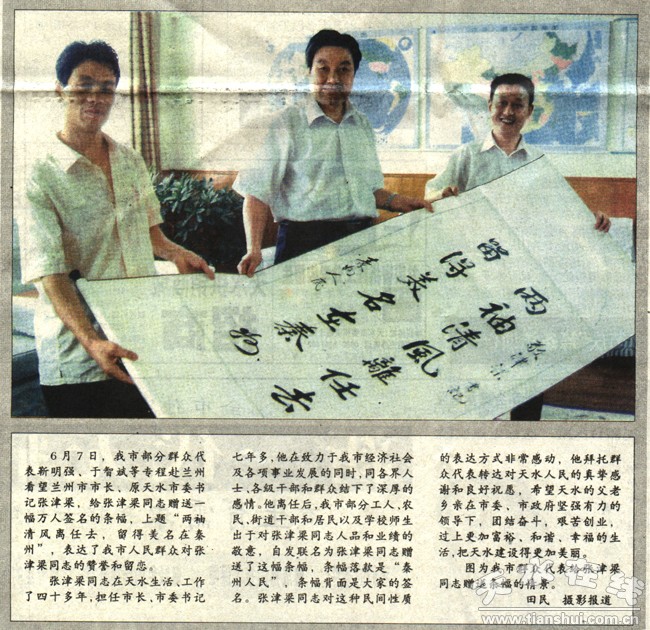 两袖清風離任去
留得美名在秦州
秦州人民
6月7日，我市部分群众代
表靳明强、于智斌等专程赴兰州
看望兰州市市长、原天水市委书
记张津梁，给张津梁同志赠送一
幅万人签名的条幅，上题“两袖
清风离任去，留得美名在秦
州”，表达了我市人民群众对张
津梁同志的赞誉和留恋。
张津梁同志在天水生活、工作
了四十多年，担任市长，市委书记
七年多，他在致力于我市经济社会
及各项事业发展的同时，同各界人
士、各级干部和群众结下了深厚的
感情。他离任后，我市部分工人、农
民、街道干部和居民以及学校师生
出于对张津梁同志人品和业绩的
敬意，自发联名为张津梁同志赠
送了这幅条幅，条幅落款是“秦
州人民”，条幅背面是大家的签
名。张津梁同志对这种民间性质
的表达方式非常感动，他拜托群
众代表转达对天水人民的真挚感
谢和良好祝愿，希望天水的父老
乡亲在市委、市政府坚强有力的
领导下，团结奋斗，艰苦创业，
过上更加富裕、和谐、幸福的生
活，把天水建设得更加美丽。
图为我市群众代表给张津梁
同志赠送条幅的情景。
田民 摄影报道
天水在线
www.tianshui.com.cn